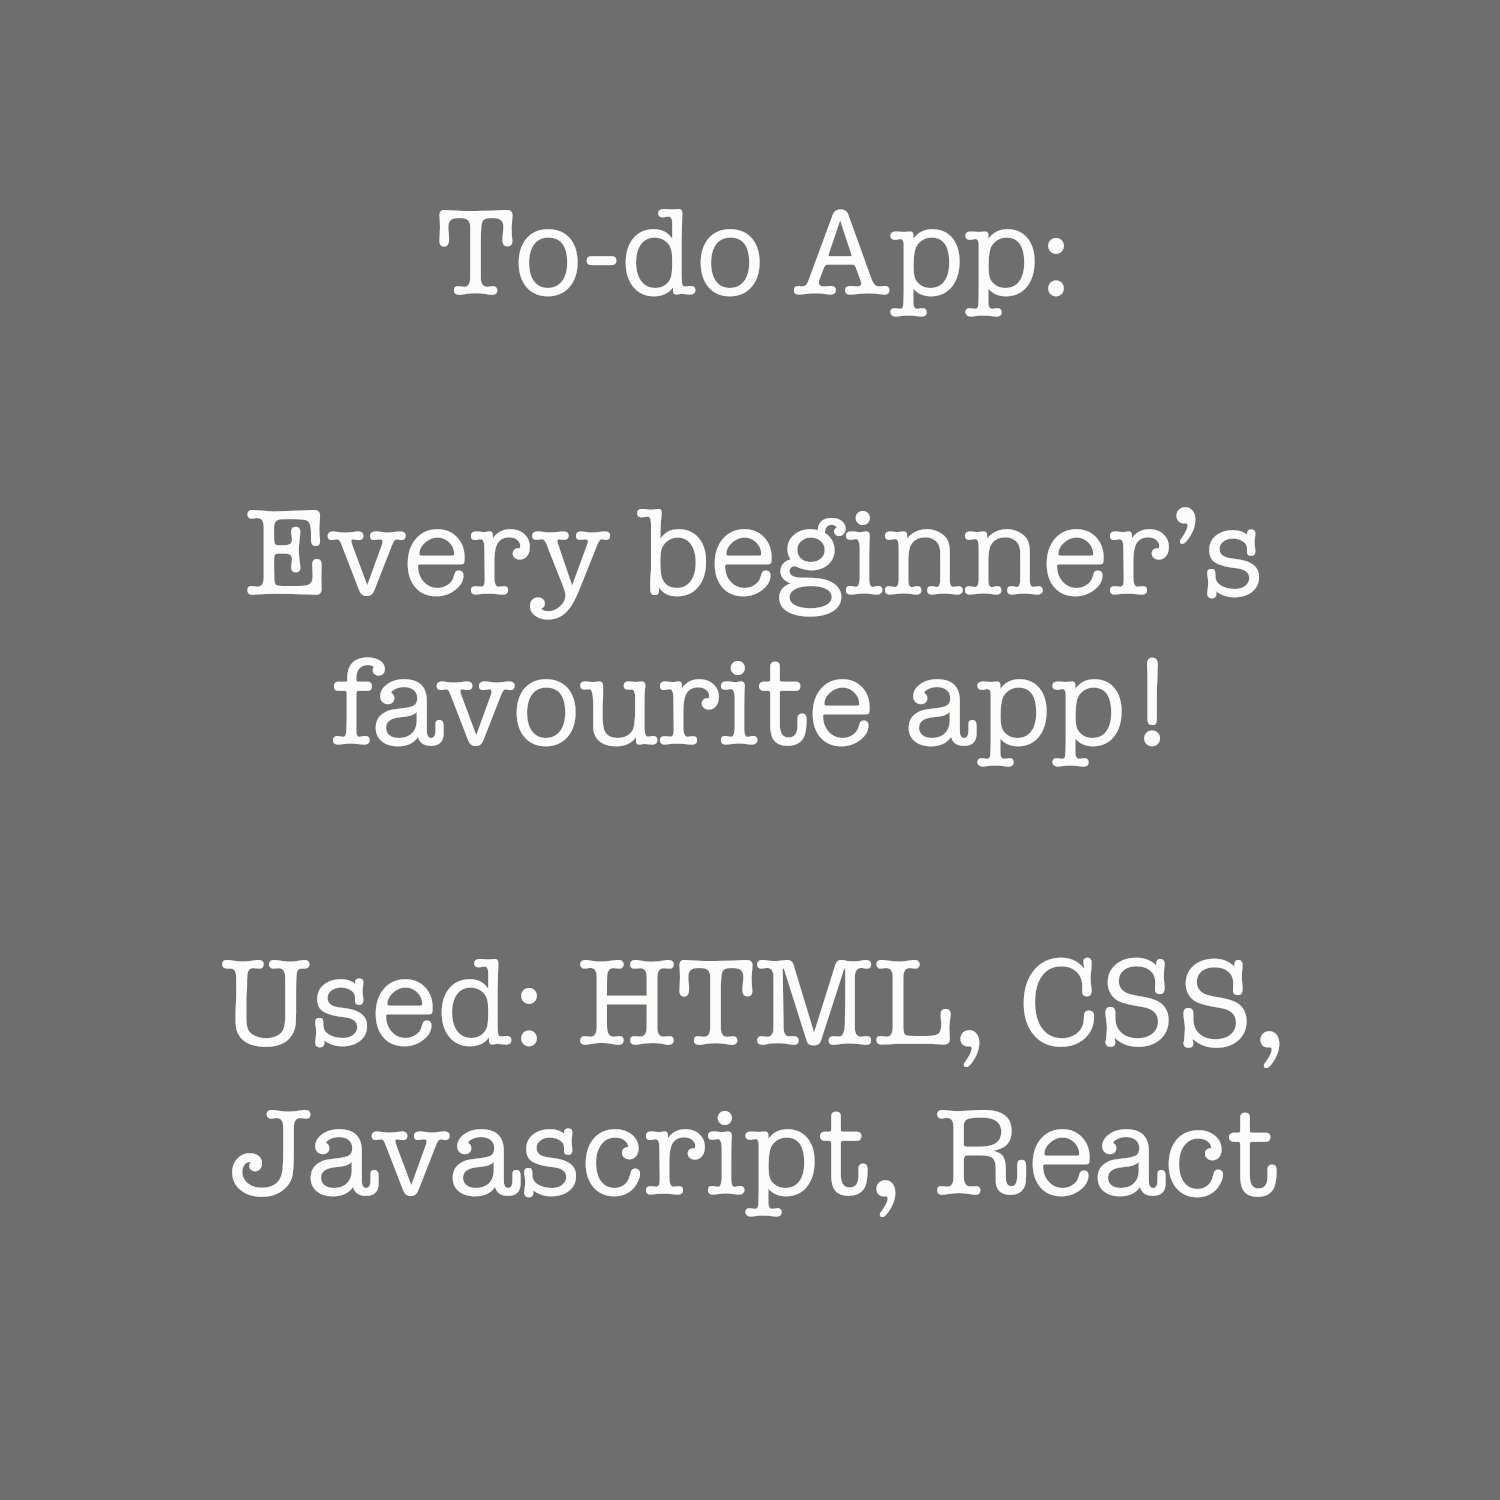 To-do App:
Every beginner’s
favourite app!
Used: HTML, CSS,
Javascript, React